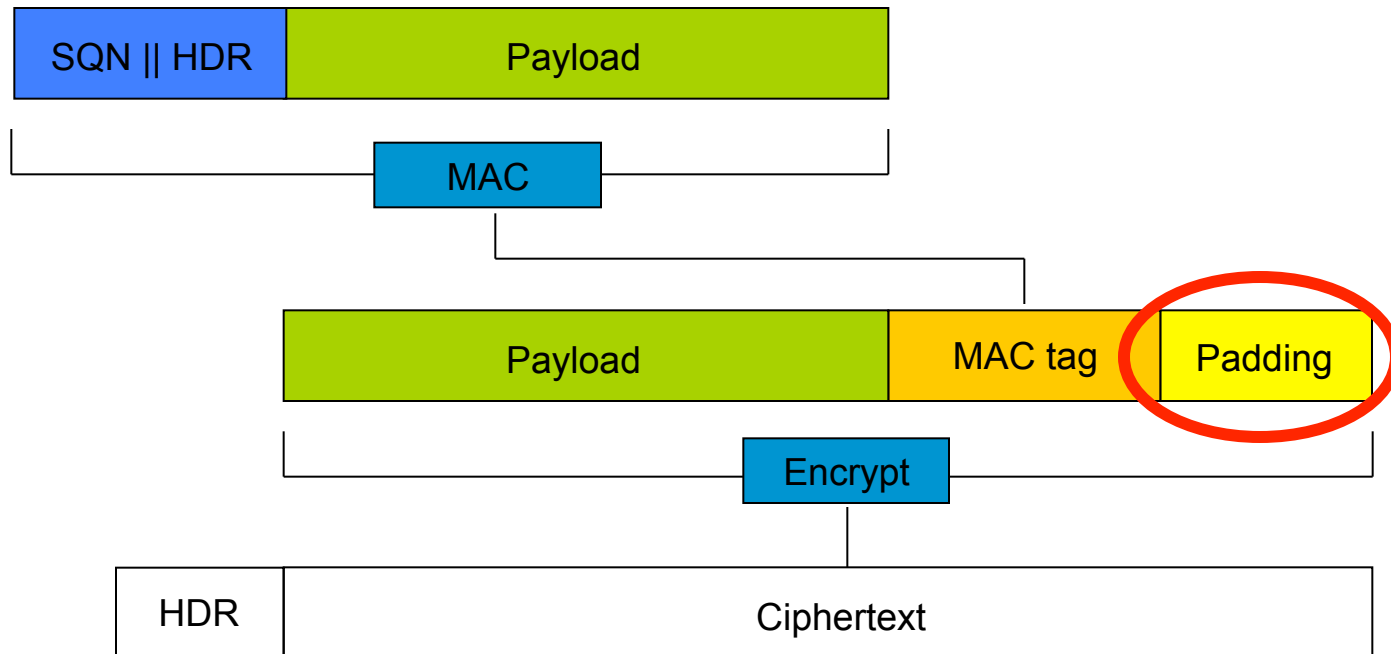 SQN || HDR
Payload
MAC
Payload
MAC tag
Padding
Encrypt
HDR
Ciphertext